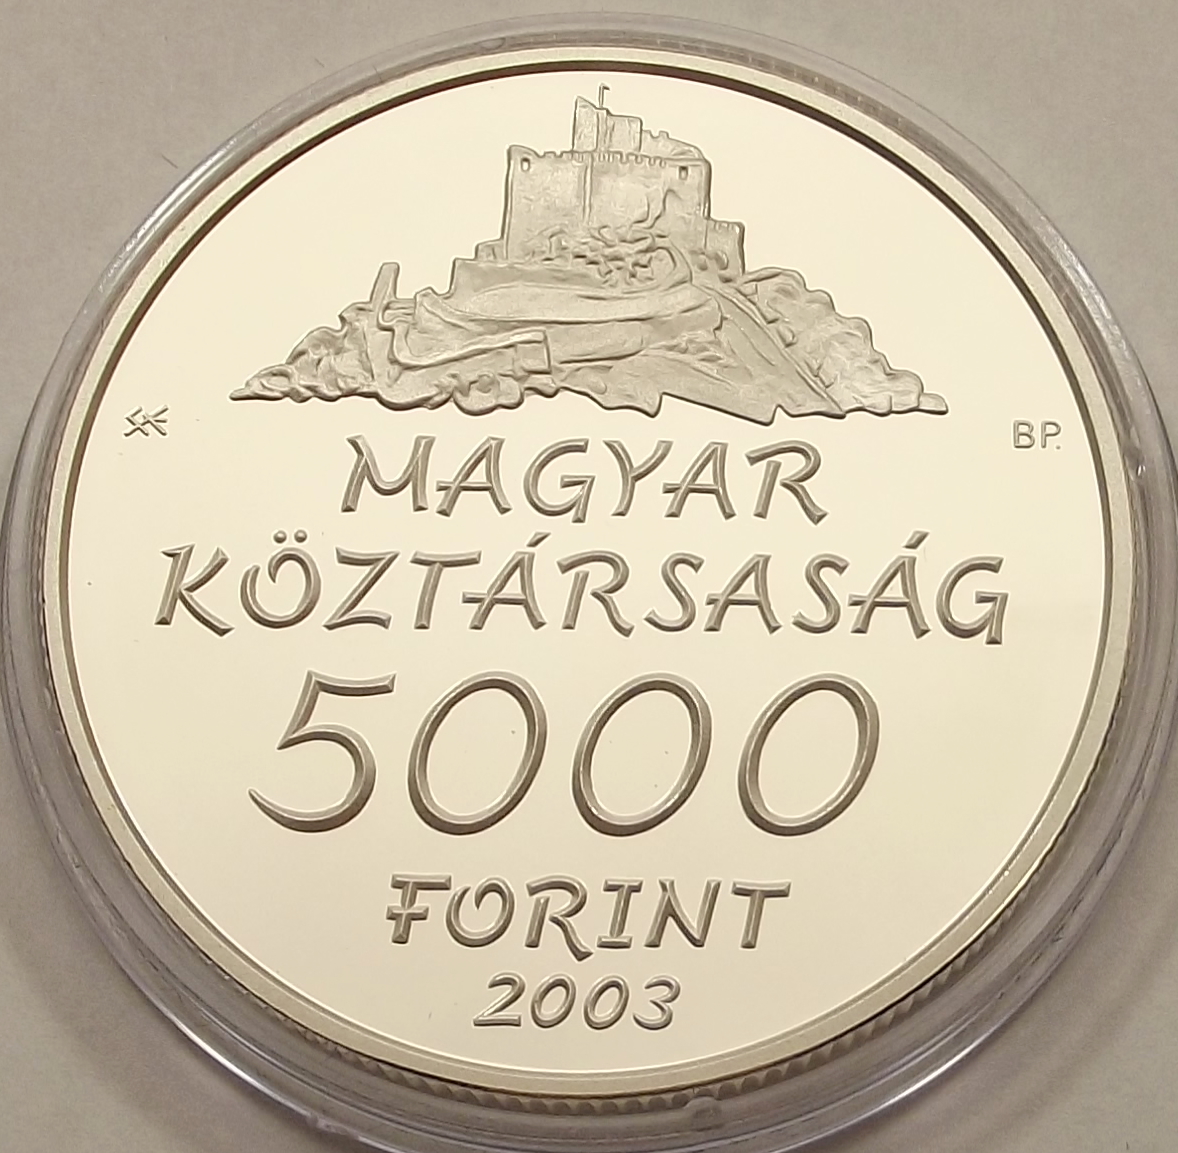 BP.
MAGYAR
KÖZTÁRSASÁG
5000
FORINT
2003